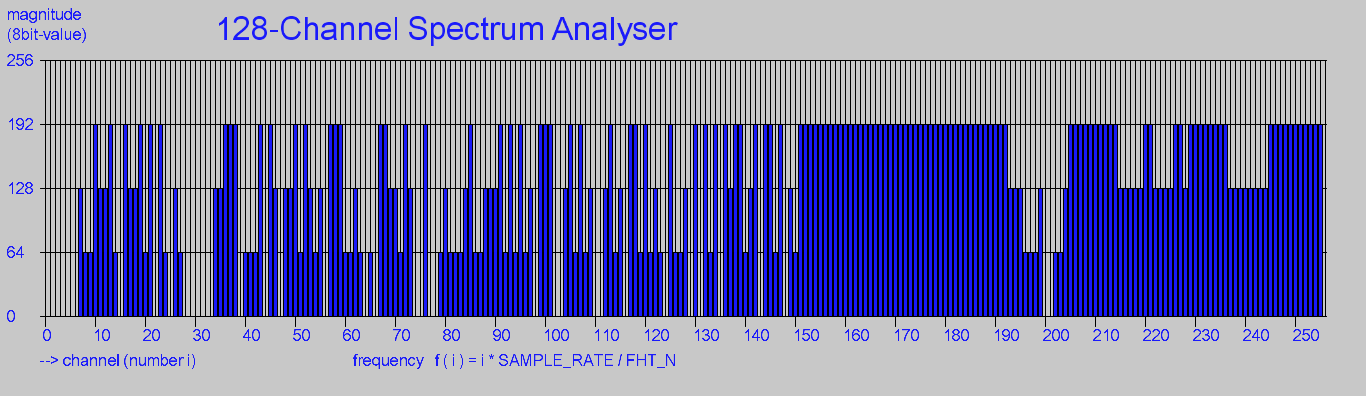 magnitude
(8bit-value)
128-Channel Spectrum Analyser
256
192
128
64
0
0 10 20 30 40 50 60 70 80 90 100 110 120 130 140 150 160 170 180 190 200 210 220 230 240 250
--> channel (number i)
frequency f ( i ) = i * SAMPLE_RATE / FHT_N